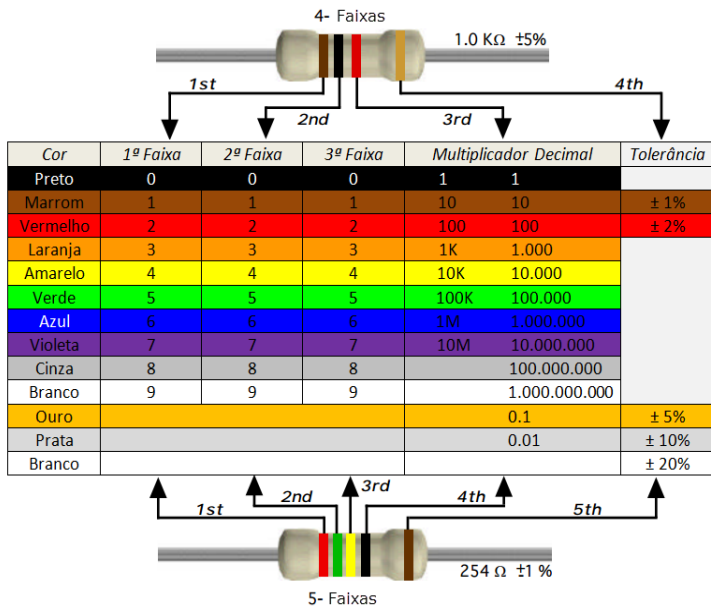 4- Faixas
1.0 KΩ ±5%
1st
2nd
3rd
4th
Cor 1ª Faixa 2ª Faixa 3ª Faixa Multiplicador Decimal Tolerância
Preto 0 0 0 1 1
Marrom 1 1 1 10 10 ± 1%
Vermelho 2 2 2 100 100 ± 2%
Laranja 3 3 3 1K 1.000
Amarelo 4 4 4 10K 10.000
Verde 5 5 5 100K 100.000
Azul 6 6 6 1M 1.000.000
Violeta 7 7 7 10M 10.000.000
Cinza 8 8 8 100.000.000
Branco 9 9 9 1.000.000.000
Ouro 0.1 ± 5%
Prata 0.01 ± 10%
Branco ± 20%
1st
2nd
3rd
4th
5th
254 Ω ±1 %
5- Faixas